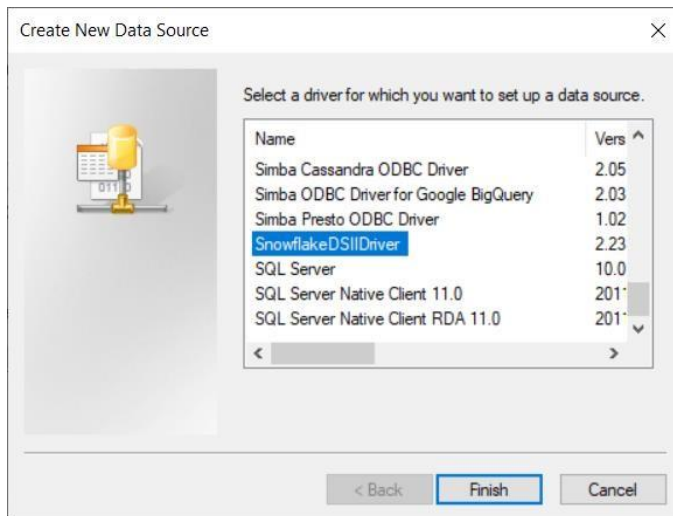 Create New Data Source
Select a driver for which you want to set up a data source.
Name Vers
Simba Cassandra ODBC Driver 2.05
Simba ODBC Driver for Google BigQuery 2.03
Simba Presto ODBC Driver 1.02
SnowflakeDSIIDriver 2.23
SQL Server 10.0
SQL Server Native Client 11.0 201
SQL Server Native Client RDA 11.0 201
< Back Finish Cancel